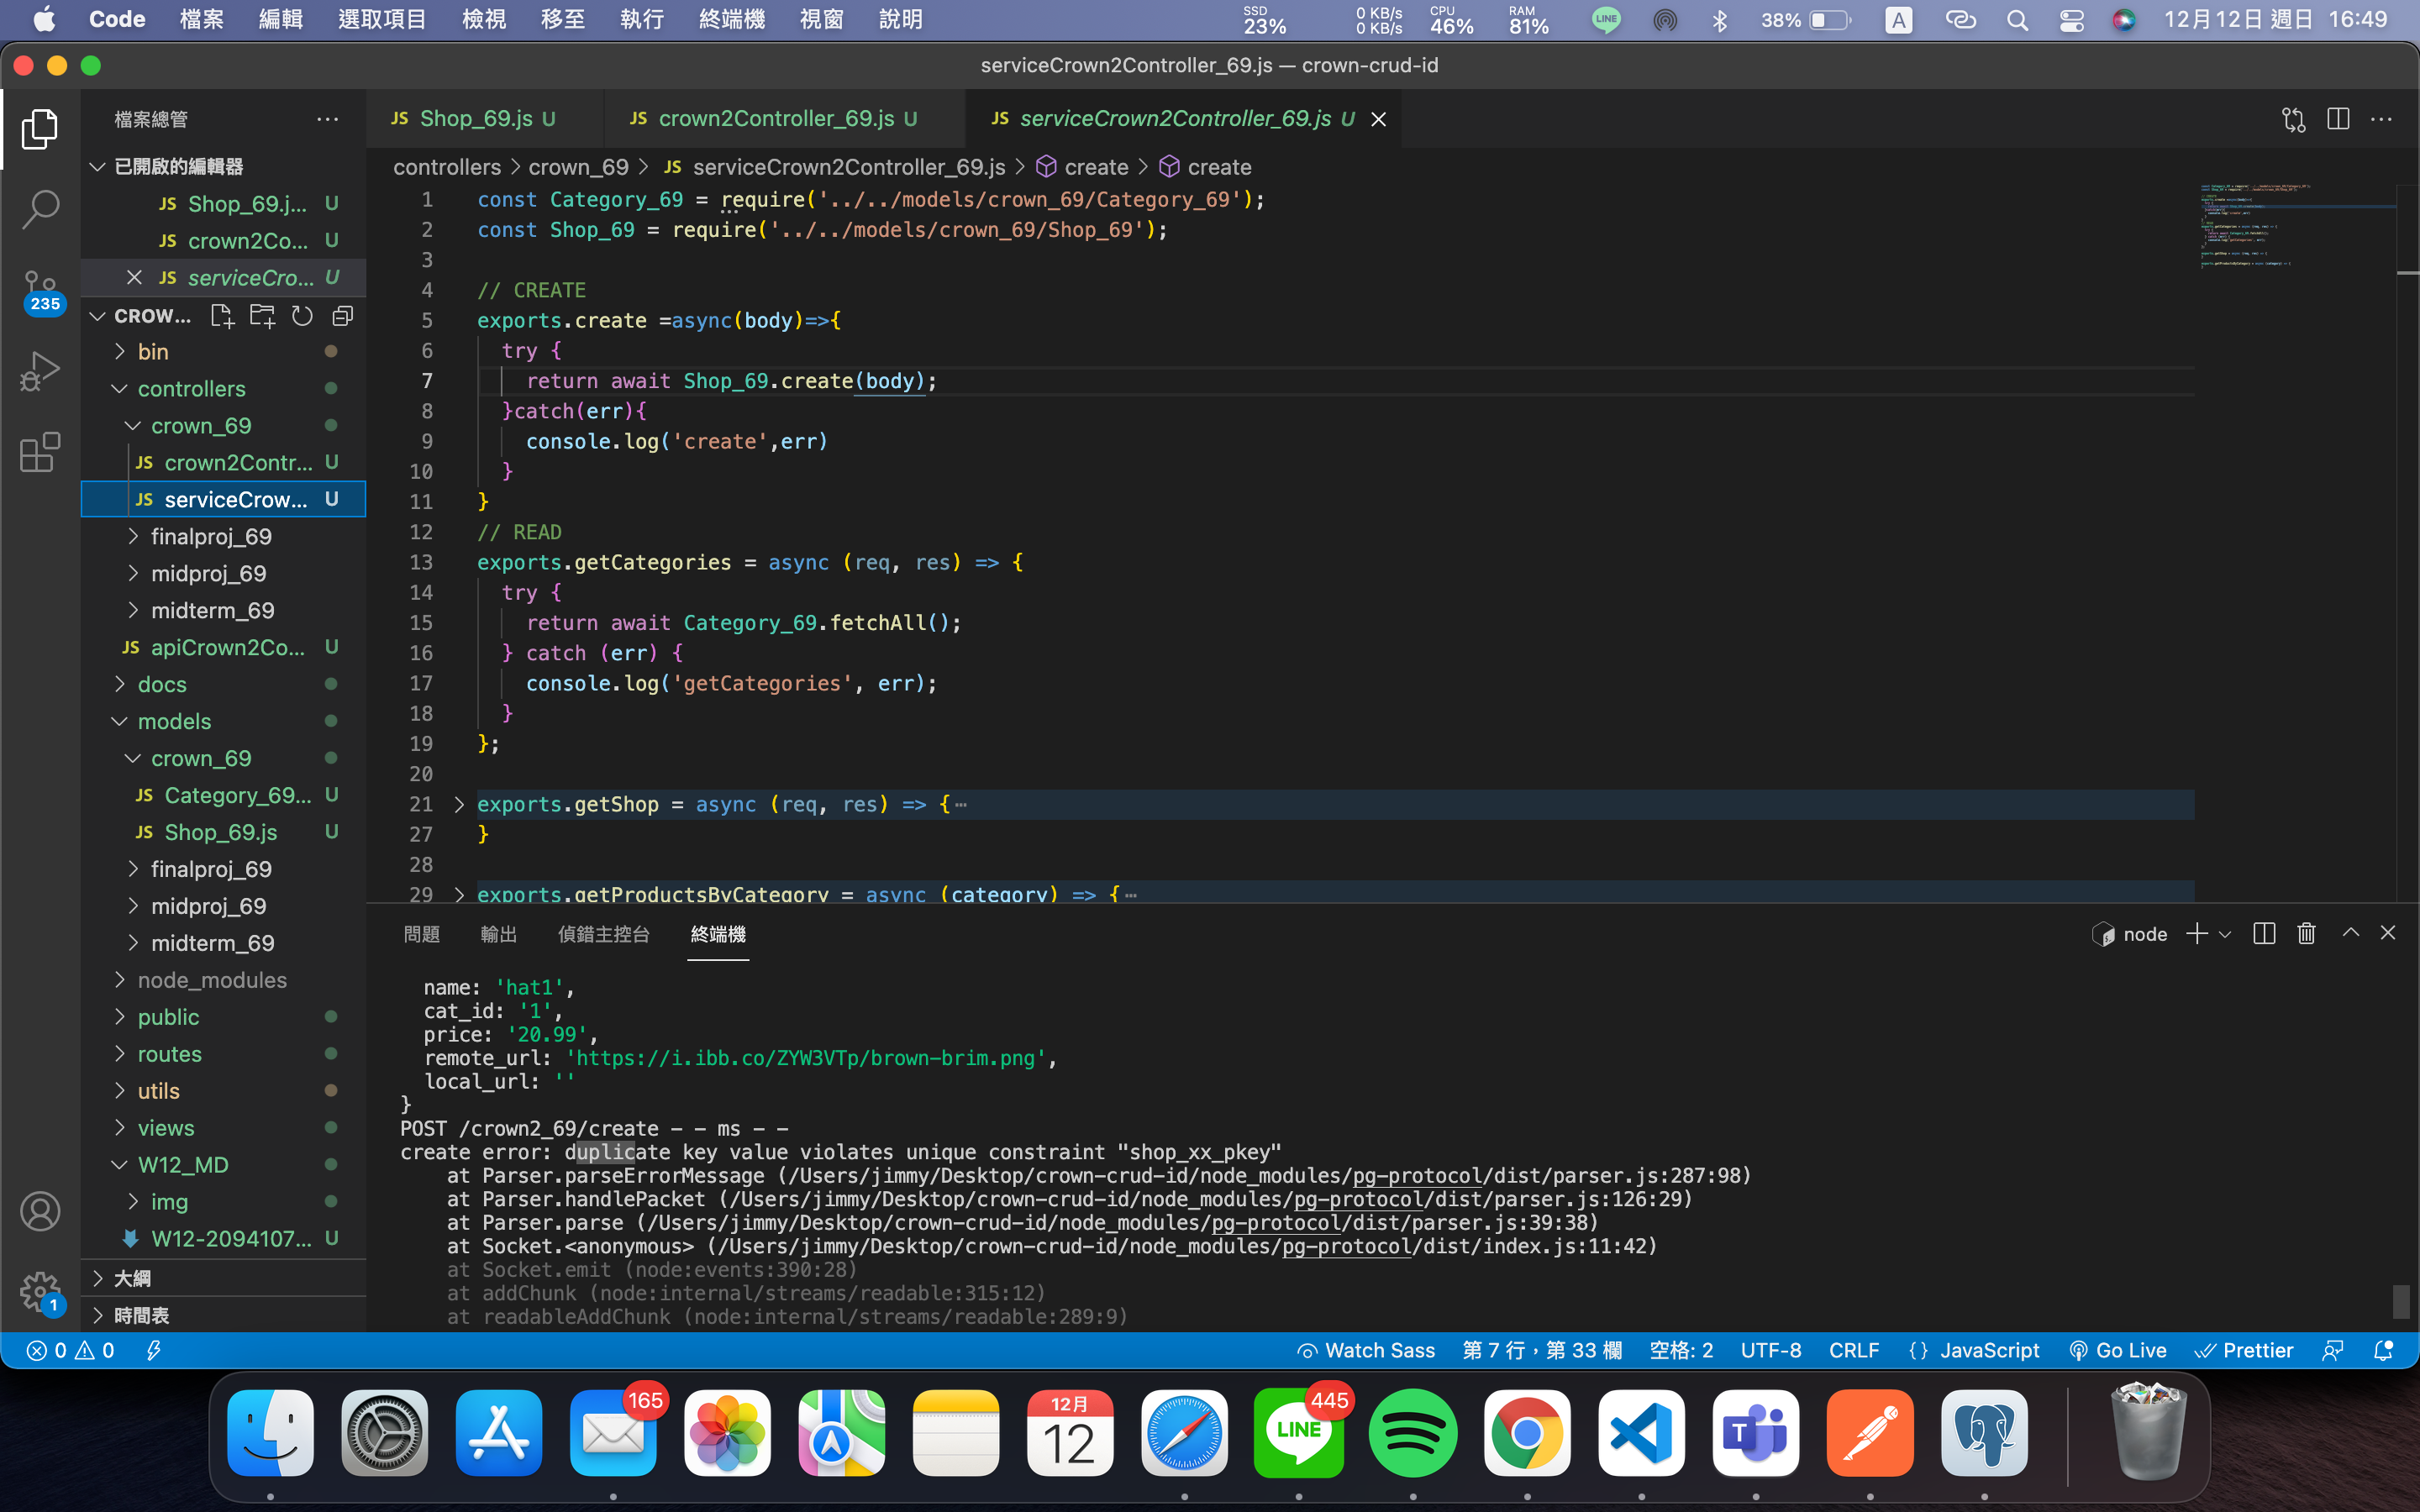 Code 檔案 編輯 選取項目 檢視 移至 執行 終端機 視窗 說明 SSD 23% 0 KB/s 0 KB/s CPU 46% RAM 81% LINE 38% A 12月12日 週日 16:49
serviceCrown2Controller_69.js — crown-crud-id
檔案總管 ···
已開啟的編輯器
JS Shop_69.j... U
JS crown2Co... U
JS serviceCro... U
235
CROW...
bin
controllers
crown_69
JS crown2Contr... U
JS serviceCrow... U
finalproj_69
midproj_69
midterm_69
JS apiCrown2Co... U
docs
models
crown_69
JS Category_69... U
JS Shop_69.js U
finalproj_69
midproj_69
midterm_69
node_modules
public
routes
utils
views
W12_MD
img
W12-2094107... U
大綱
1
時間表
JS Shop_69.js U JS crown2Controller_69.js U JS serviceCrown2Controller_69.js U
controllers > crown_69 > JS serviceCrown2Controller_69.js > create > create
1 const Category_69 = require('../../models/crown_69/Category_69');
2 const Shop_69 = require('../../models/crown_69/Shop_69');
3
4 // CREATE
5 exports.create =async(body)=>{
6 try {
7 return await Shop_69.create(body);
8 }catch(err){
9 console.log('create',err)
10 }
11 }
12 // READ
13 exports.getCategories = async (req, res) => {
14 try {
15 return await Category_69.fetchAll();
16 } catch (err) {
17 console.log('getCategories', err);
18 }
19 };
20
21 exports.getShop = async (req, res) => {···
27 }
28
29 exports.getProductsByCategory = async (category) => {···
問題 輸出 偵錯主控台 終端機 node
name: 'hat1',
cat_id: '1',
price: '20.99',
remote_url: 'https://i.ibb.co/ZYW3VTp/brown-brim.png',
local_url: ''
}
POST /crown2_69/create - - ms - -
create error: duplicate key value violates unique constraint "shop_xx_pkey"
at Parser.parseErrorMessage (/Users/jimmy/Desktop/crown-crud-id/node_modules/pg-protocol/dist/parser.js:287:98)
at Parser.handlePacket (/Users/jimmy/Desktop/crown-crud-id/node_modules/pg-protocol/dist/parser.js:126:29)
at Parser.parse (/Users/jimmy/Desktop/crown-crud-id/node_modules/pg-protocol/dist/parser.js:39:38)
at Socket.<anonymous> (/Users/jimmy/Desktop/crown-crud-id/node_modules/pg-protocol/dist/index.js:11:42)
at Socket.emit (node:events:390:28)
at addChunk (node:internal/streams/readable:315:12)
at readableAddChunk (node:internal/streams/readable:289:9)
0 0 Watch Sass 第 7 行，第 33 欄 空格: 2 UTF-8 CRLF {} JavaScript Go Live Prettier
165 12月 12 LINE 445 T